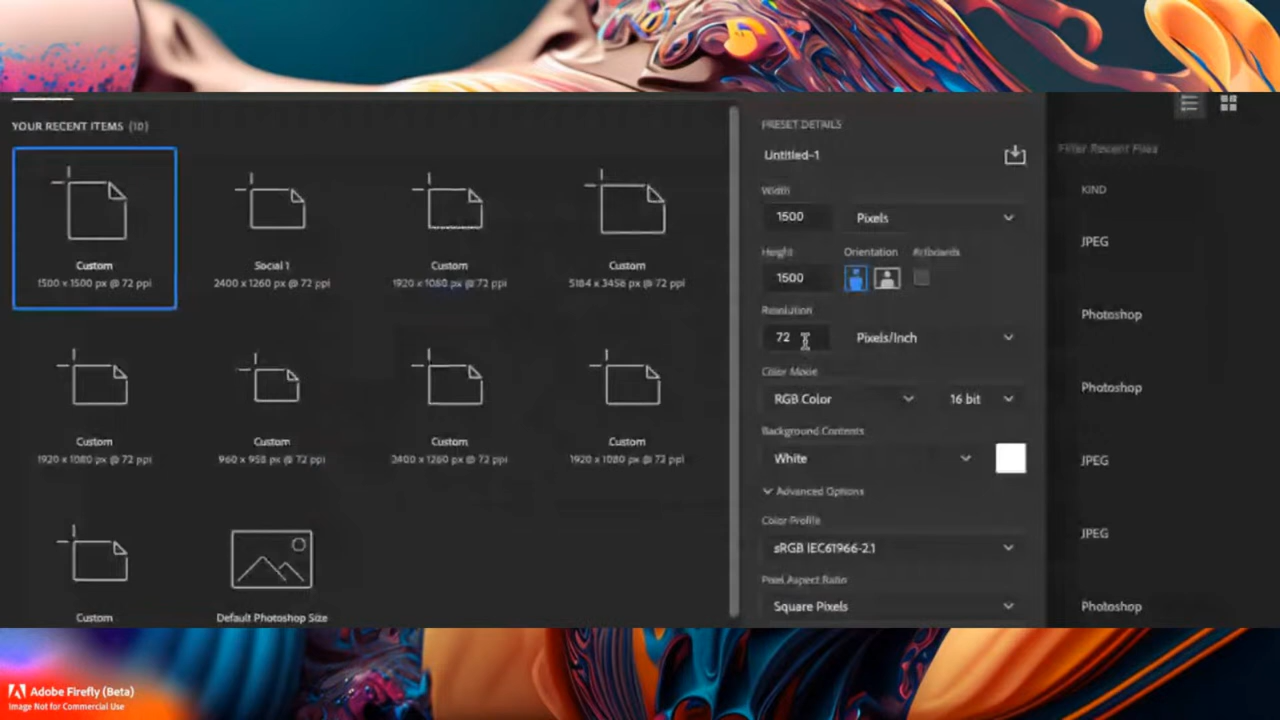 YOUR RECENT ITEMS (10)
Custom
1500 x 1500 px @ 72 ppi
Social 1
2400 x 1260 px @ 72 ppi
Custom
1920 x 1080 px @ 72 ppi
Custom
5184 x 3456 px @ 72 ppi
Custom
1920 x 1080 px @ 72 ppi
Custom
960 x 958 px @ 72 ppi
Custom
2400 x 1260 px @ 72 ppi
Custom
1920 x 1080 px @ 72 ppi
Custom
Default Photoshop Size
PRESET DETAILS
Untitled-1
Width
1500 Pixels
Height Orientation Artboards
1500
Resolution
72 Pixels/Inch
Color Mode
RGB Color 16 bit
Background Contents
White
Advanced Options
Color Profile
sRGB IEC61966-2.1
Pixel Aspect Ratio
Square Pixels
Filter Recent Files
KIND
JPEG
Photoshop
Photoshop
JPEG
JPEG
Photoshop
Adobe Firefly (Beta)
Image Not for Commercial Use